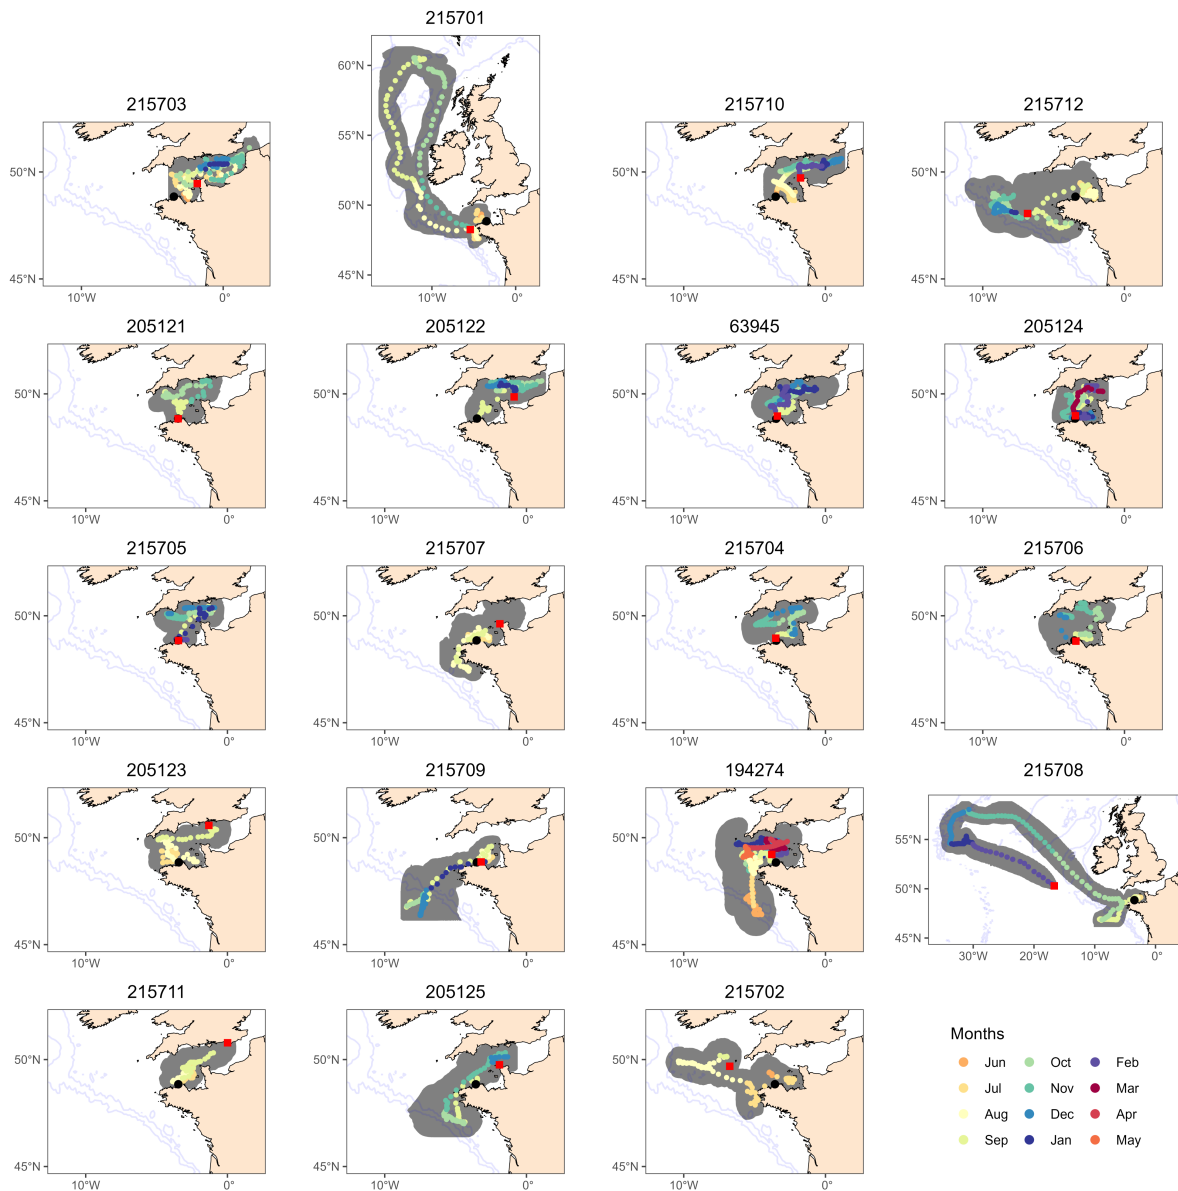 215701
60°N
55°N
50°N
45°N
10°W 0°
215703
50°N
45°N
10°W 0°
215710
50°N
45°N
10°W 0°
215712
50°N
45°N
10°W 0°
205121
50°N
45°N
10°W 0°
205122
50°N
45°N
10°W 0°
63945
50°N
45°N
10°W 0°
205124
50°N
45°N
10°W 0°
215705
50°N
45°N
10°W 0°
215707
50°N
45°N
10°W 0°
215704
50°N
45°N
10°W 0°
215706
50°N
45°N
10°W 0°
205123
50°N
45°N
10°W 0°
215709
50°N
45°N
10°W 0°
194274
50°N
45°N
10°W 0°
215708
55°N
50°N
45°N
30°W 20°W 10°W 0°
215711
50°N
45°N
10°W 0°
205125
50°N
45°N
10°W 0°
215702
50°N
45°N
10°W 0°
Months
Jun Oct Feb
Jul Nov Mar
Aug Dec Apr
Sep Jan May